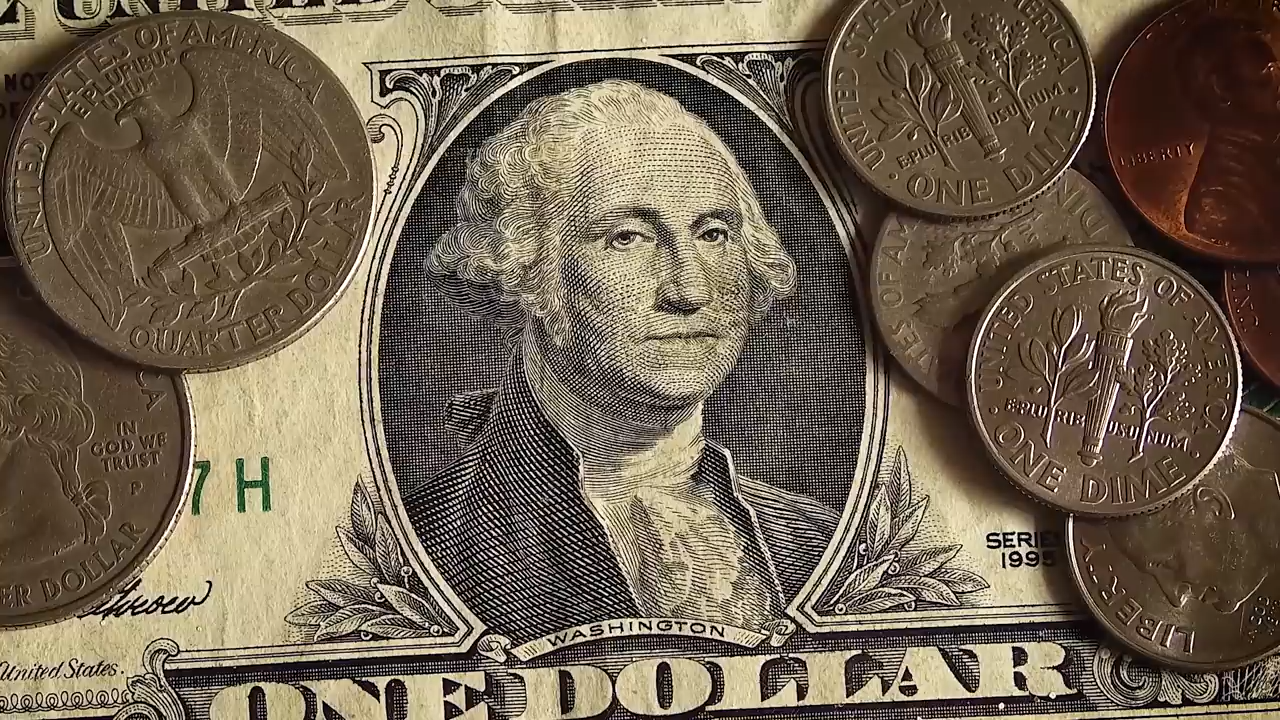 UNITED STATES OF AMERICA
E PLURIBUS
UNUM
QUARTER DOLLAR
IN
GOD WE
TRUST
P
DOLLAR
7 H
United States.
WASHINGTON
ONE DOLLAR
SERIE
1995
UNITED STATES AMERICA
E PLURIBUS UNUM
ONE DIME
LIBERTY
OF
UNITED STATES OF AMERICA
E PLURIBUS UNUM
ONE DIME
LIBERTY